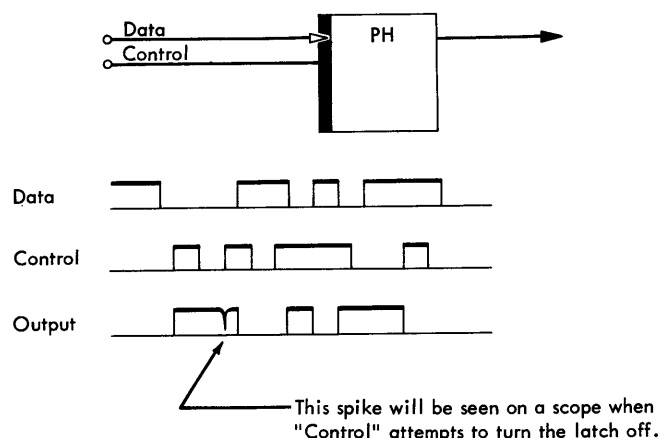 Data
PH
Control
Data
Control
Output
This spike will be seen on a scope when
"Control" attempts to turn the latch off.